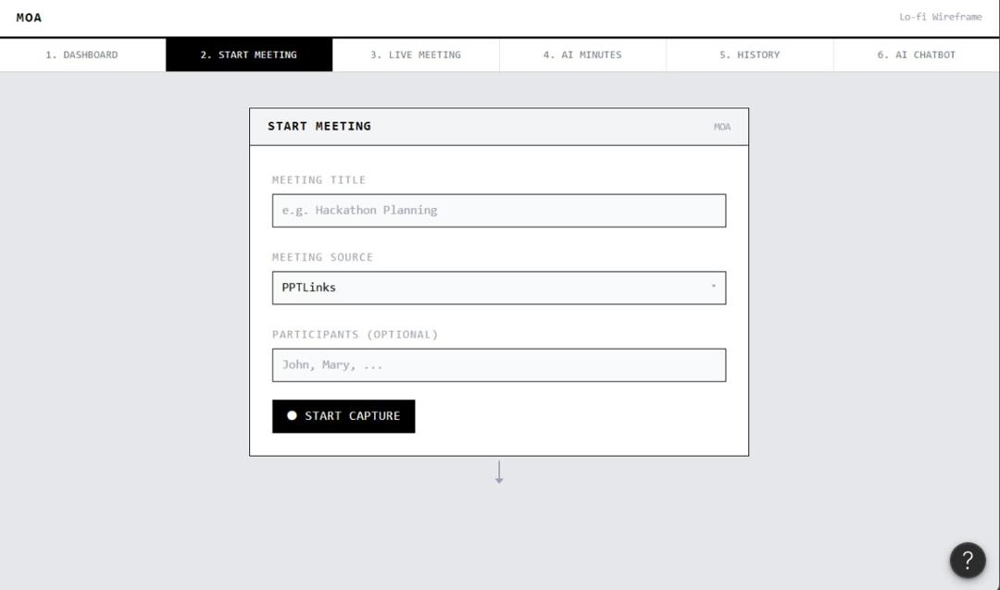 MOA
Lo-fi Wireframe
1. DASHBOARD
2. START MEETING
3. LIVE MEETING
4. AI MINUTES
5. HISTORY
6. AI CHATBOT
START MEETING
MOA
MEETING TITLE
e.g. Hackathon Planning
MEETING SOURCE
PPTLinks
PARTICIPANTS (OPTIONAL)
John, Mary, ...
START CAPTURE
?